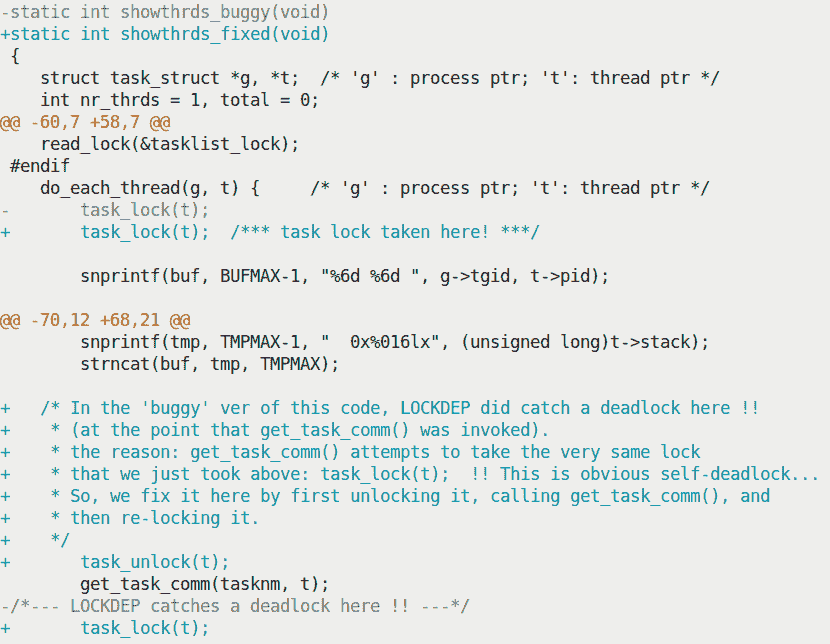 -static int showthrds_buggy(void)
+static int showthrds_fixed(void)
 {
    struct task_struct *g, *t;  /* 'g' : process ptr; 't': thread ptr */
    int nr_thrds = 1, total = 0;
@@ -60,7 +58,7 @@
    read_lock(&tasklist_lock);
 #endif
    do_each_thread(g, t) {     /* 'g' : process ptr; 't': thread ptr */
-       task_lock(t);
+       task_lock(t);  /*** task lock taken here! ***/
        snprintf(buf, BUFMAX-1, "%6d %6d ", g->tgid, t->pid);
@@ -70,12 +68,21 @@
        snprintf(tmp, TMPMAX-1, "  0x%016lx", (unsigned long)t->stack);
        strncat(buf, tmp, TMPMAX);
+   /* In the 'buggy' ver of this code, LOCKDEP did catch a deadlock here !!
+    * (at the point that get_task_comm() was invoked).
+    * the reason: get_task_comm() attempts to take the very same lock
+    * that we just took above: task_lock(t);  !! This is obvious self-deadlock...
+    * So, we fix it here by first unlocking it, calling get_task_comm(), and
+    * then re-locking it.
+    */
+       task_unlock(t);
        get_task_comm(tasknm, t);
-/*--- LOCKDEP catches a deadlock here !! ---*/
+       task_lock(t);